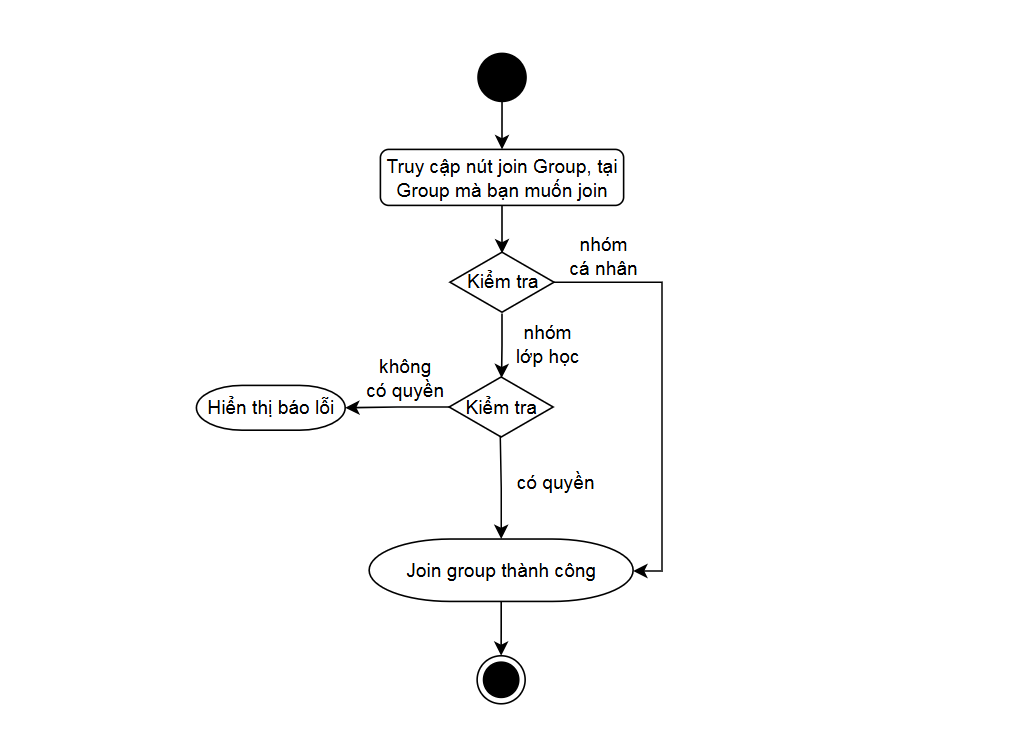 Truy cập nút join Group, tại
Group mà bạn muốn join
nhóm
cá nhân
Kiểm tra
nhóm
lớp học
không
có quyền
Hiển thị báo lỗi
Kiểm tra
có quyền
Join group thành công